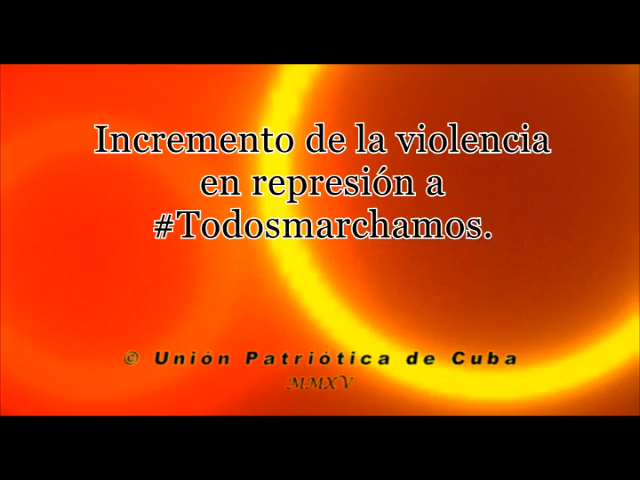 Incremento de la violencia
en represión a
#Todosmarchamos.
© Unión Patriótica de Cuba
MMXV